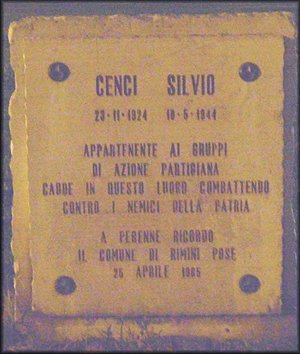 CENCI SILVIO
23·11·1924 10·5·1944
APPARTENENTE AI GRUPPI
DI AZIONE PARTIGIANA
CADDE IN QUESTO LUOGO COMBATTENDO
CONTRO I NEMICI DELLA PATRIA
A PERENNE RICORDO
IL COMUNE DI RIMINI POSE
25 APRILE 1965